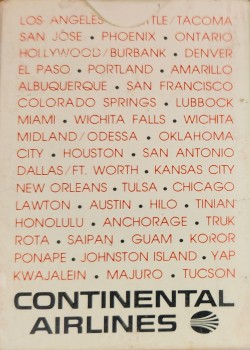 LOS ANGELES TLE/TACOMA
SAN JOSE • PHOENIX • ONTARIO
HOLLYWOOD/BURBANK • DENVER
EL PASO • PORTLAND • AMARILLO
ALBUQUERQUE • SAN FRANCISCO
COLORADO SPRINGS • LUBBOCK
MIAMI • WICHITA FALLS • WICHITA
MIDLAND/ODESSA • OKLAHOMA
CITY • HOUSTON • SAN ANTONIO
DALLAS/FT. WORTH • KANSAS CITY
NEW ORLEANS • TULSA • CHICAGO
LAWTON • AUSTIN • HILO • TINIAN
HONOLULU • ANCHORAGE • TRUK
ROTA • SAIPAN • GUAM • KOROR
PONAPE • JOHNSTON ISLAND • YAP
KWAJALEIN • MAJURO • TUCSON
CONTINENTAL
AIRLINES